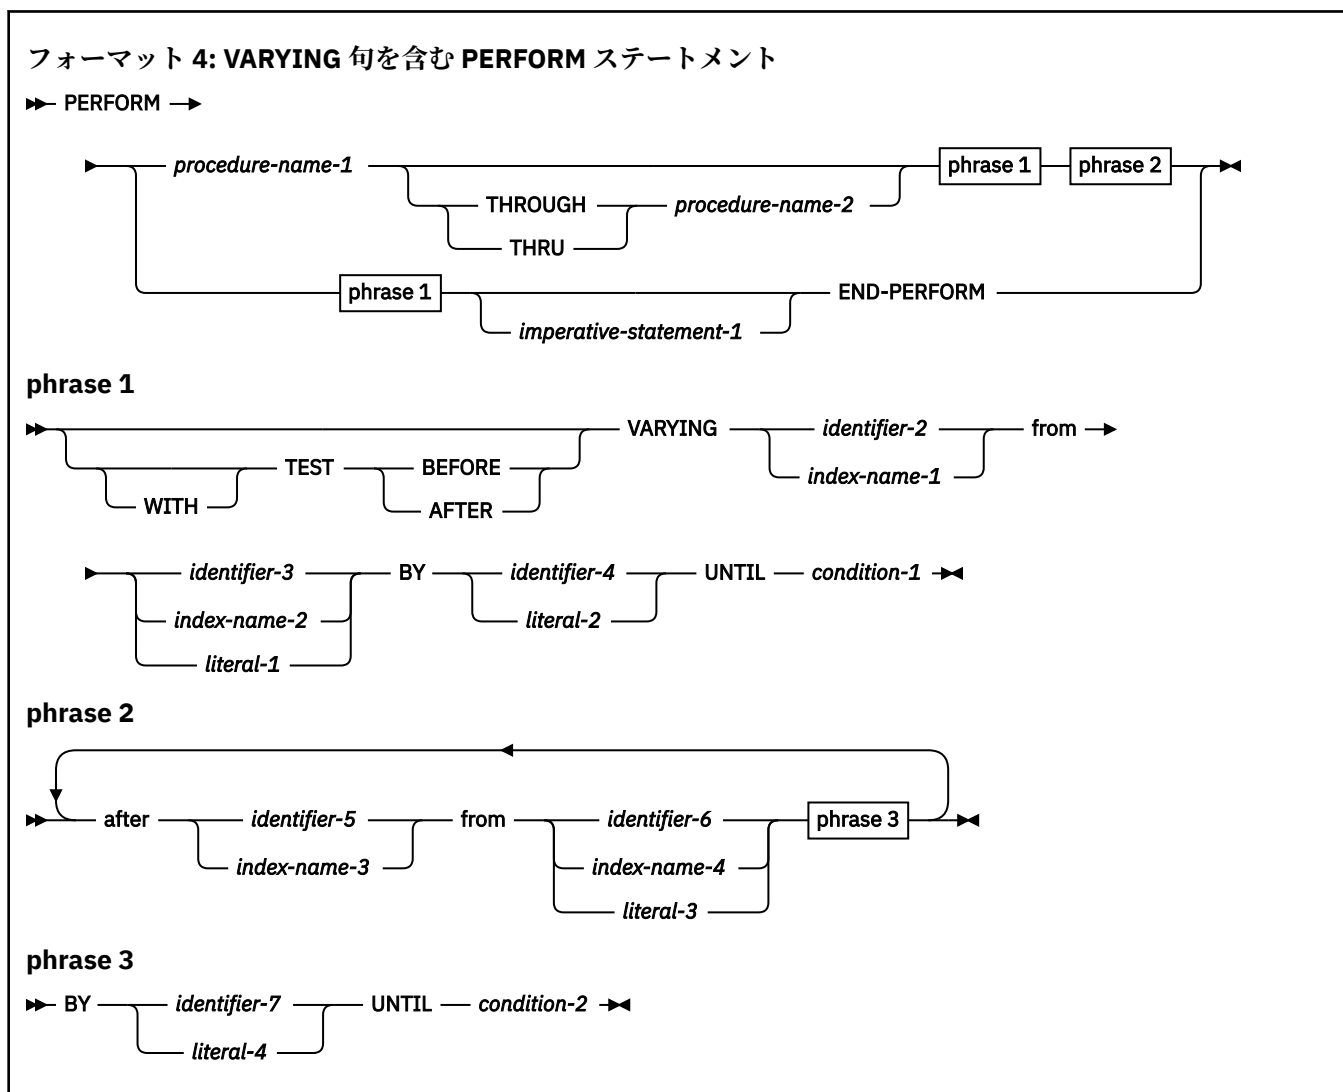 フォーマット 4: VARYING 句を含む PERFORM ステートメント
PERFORM
procedure-name-1 phrase 1 phrase 2
THROUGH procedure-name-2
THRU
phrase 1 END-PERFORM
imperative-statement-1
phrase 1
VARYING identifier-2 from
TEST BEFORE index-name-1
WITH AFTER
identifier-3 BY identifier-4 UNTIL condition-1
index-name-2 literal-2
literal-1
phrase 2
after identifier-5 from identifier-6 phrase 3
index-name-3 index-name-4
literal-3
phrase 3
BY identifier-7 UNTIL condition-2
literal-4